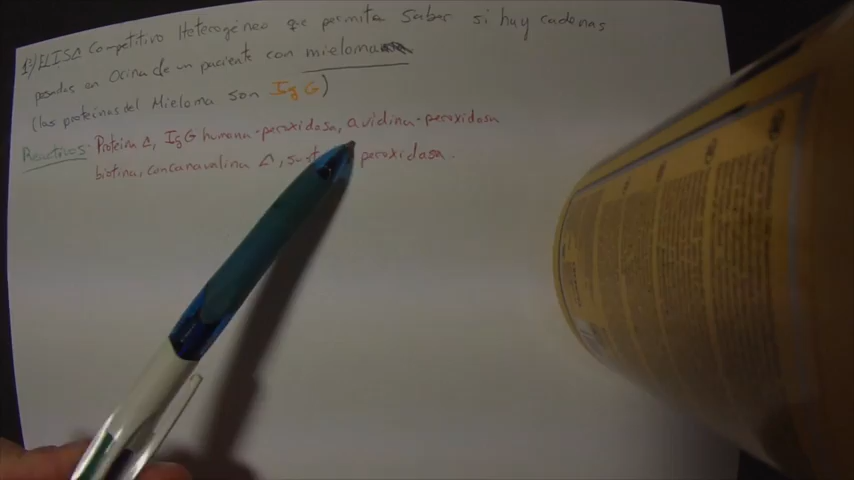 1º/ELISA Competitivo Heterogéneo que permita saber si hay cadenas
pesadas en Orina de un paciente con mieloma
(las proteínas del Mieloma son IgG)
Reactivos: Proteína A, IgG humana-peroxidasa, avidina-peroxidasa
biotina, concanavalina A, peroxidasa.